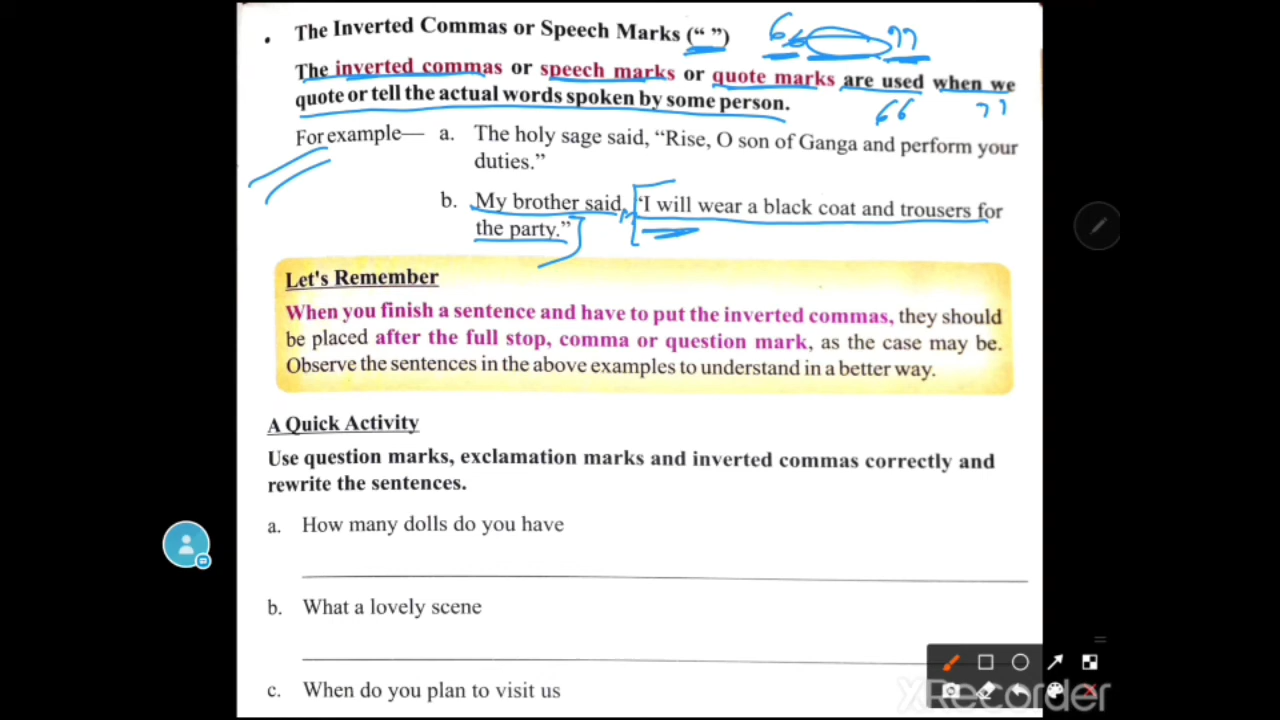 • The Inverted Commas or Speech Marks (“ ”) 66 77
The inverted commas or speech marks or quote marks are used when we
quote or tell the actual words spoken by some person. 66 77
For example— a. The holy sage said, “Rise, O son of Ganga and perform your
duties.”
b. My brother said, “I will wear a black coat and trousers for
the party.”
Let's Remember
When you finish a sentence and have to put the inverted commas, they should
be placed after the full stop, comma or question mark, as the case may be.
Observe the sentences in the above examples to understand in a better way.
A Quick Activity
Use question marks, exclamation marks and inverted commas correctly and
rewrite the sentences.
a. How many dolls do you have
b. What a lovely scene
c. When do you plan to visit us
XRecorder